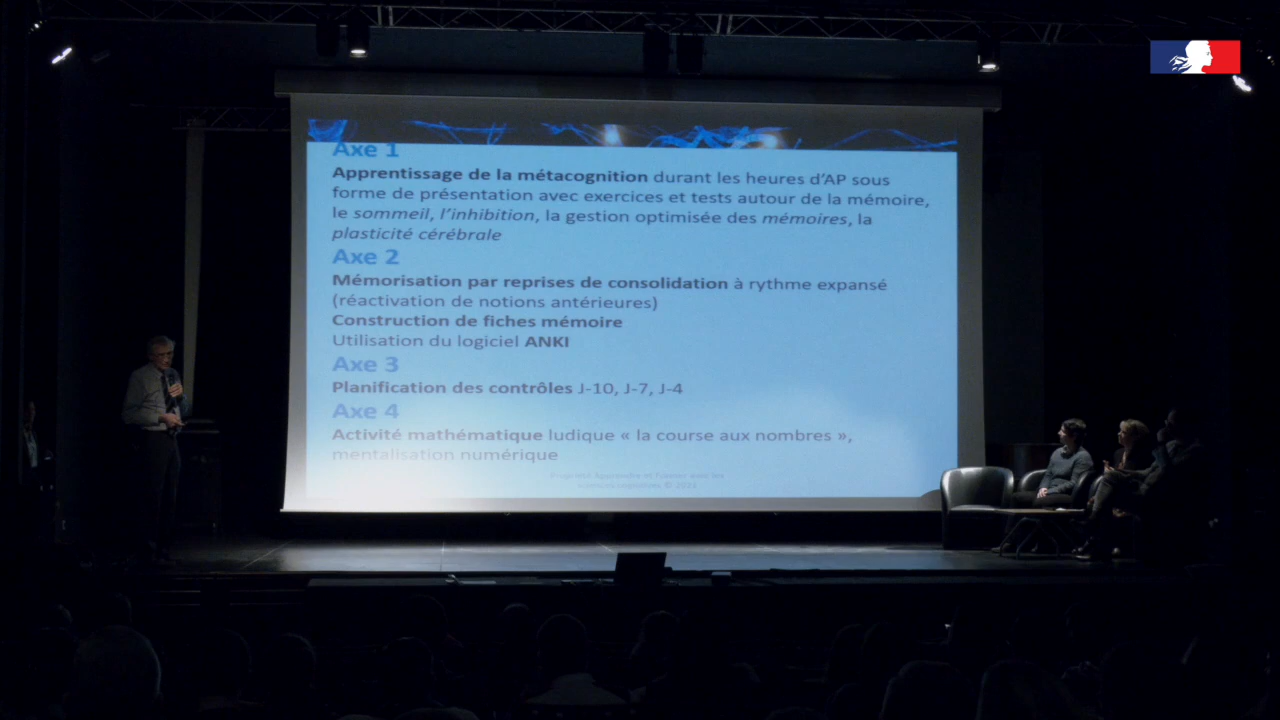 Axe 1
Apprentissage de la métacognition durant les heures d’AP sous
forme de présentation avec exercices et tests autour de la mémoire,
le sommeil, l’inhibition, la gestion optimisée des mémoires, la
plasticité cérébrale
Axe 2
Mémorisation par reprises de consolidation à rythme expansé
(réactivation de notions antérieures)
Construction de fiches mémoire
Utilisation du logiciel ANKI
Axe 3
Planification des contrôles J-10, J-7, J-4
Axe 4
Activité mathématique ludique « la course aux nombres »,
mentalisation numérique